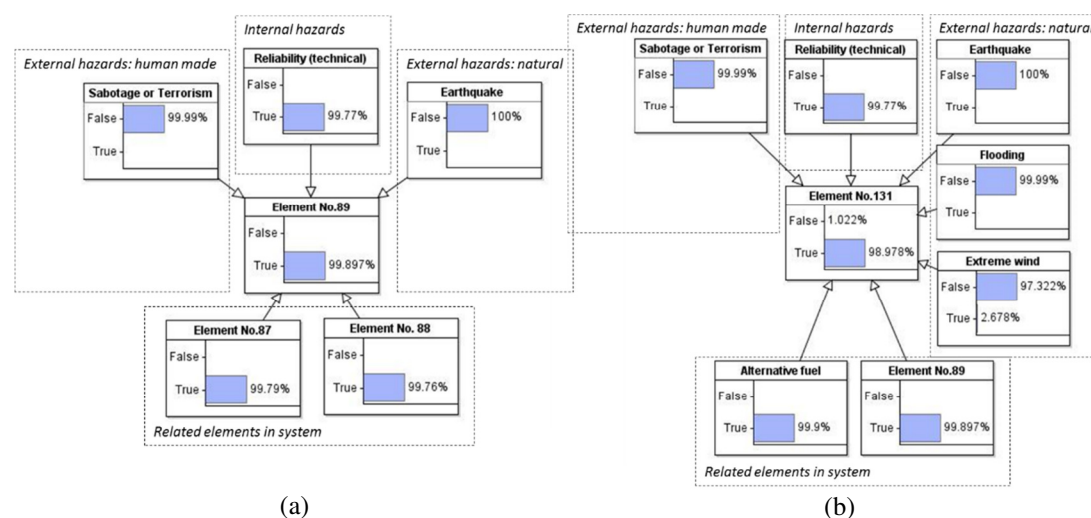 Internal hazards
External hazards: human made
Reliability (technical)
False
True
99.77%
External hazards: natural
Sabotage or Terrorism
False
99.99%
True
Earthquake
False
100%
True
Element No.89
False
True
99.897%
Element No.87
False
True
99.79%
Element No. 88
False
True
99.76%
Related elements in system
(a)
External hazards: human made
Internal hazards
External hazards: natural
Sabotage or Terrorism
False
99.99%
True
Reliability (technical)
False
True
99.77%
Earthquake
False
100%
True
Flooding
False
99.99%
True
Element No.131
False
1.022%
True
98.978%
Extreme wind
False
97.322%
True
2.678%
Alternative fuel
False
True
99.9%
Element No.89
False
True
99.897%
Related elements in system
(b)